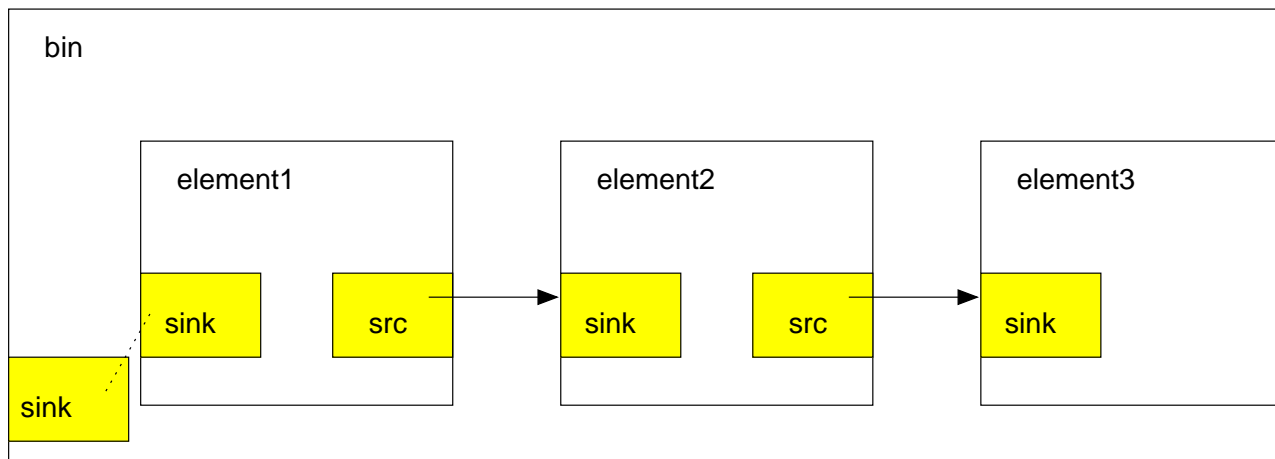 bin
element1
element2
element3
sink
src
sink
src
sink
sink